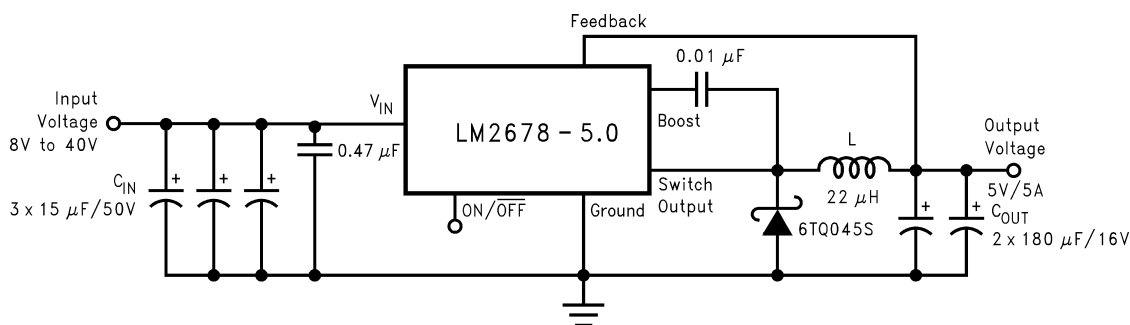 Feedback
0.01 μF
Input
Voltage
8V to 40V
V_IN
LM2678 - 5.0
Boost
Output
Voltage
5V/5A
L
22 μH
0.47 μF
C_IN
+
+
+
3 x 15 μF/50V
ON/O̅F̅F̅
Ground
Switch
Output
6TQ045S
+
+
C_OUT
2 x 180 μF/16V